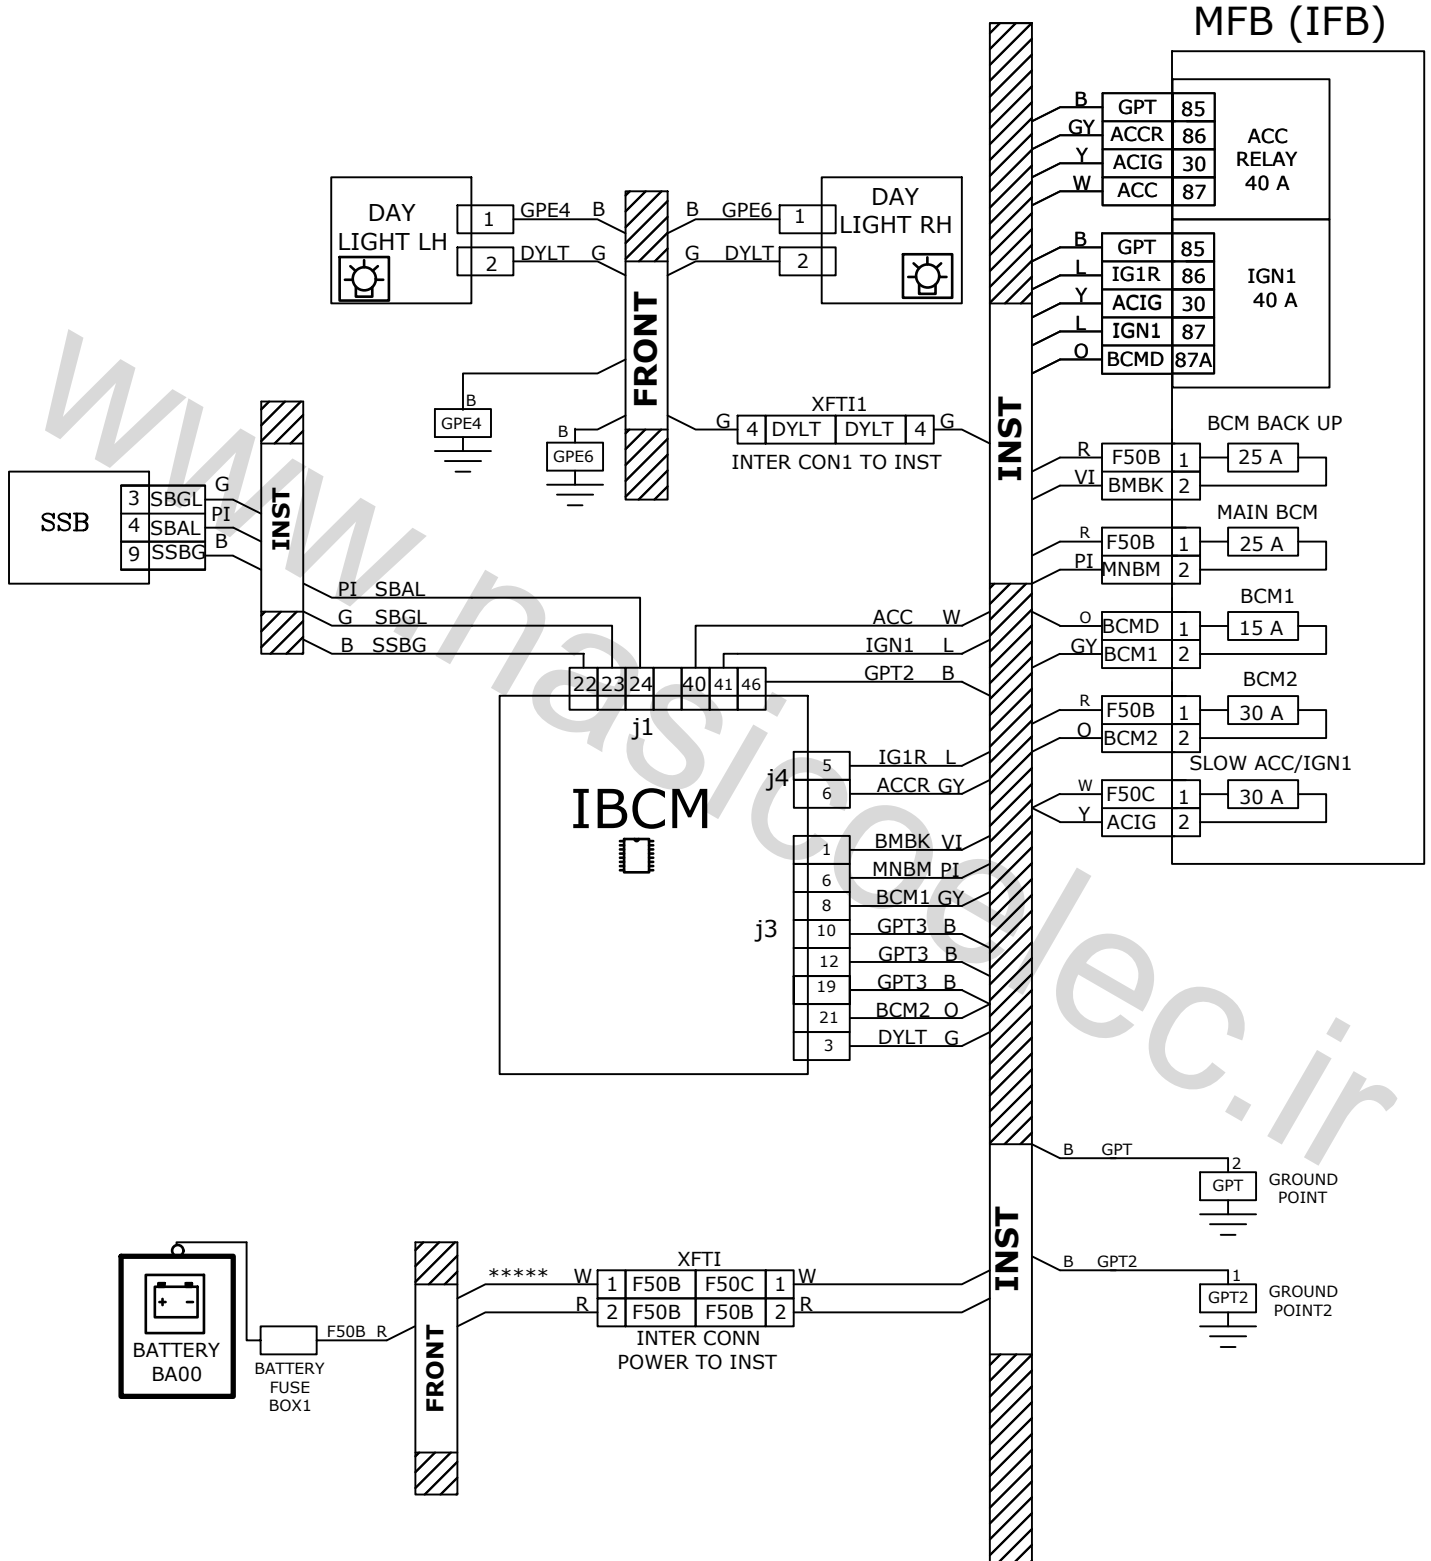 MFB (IFB)
B GPT 85
GY ACCR 86
Y ACIG 30
W ACC 87
ACC
RELAY
40 A
B GPT 85
L IG1R 86
Y ACIG 30
L IGN1 87
O BCMD 87A
IGN1
40 A
DAY
LIGHT LH
1 GPE4 B
2 DYLT G
B GPE6 1
G DYLT 2
DAY
LIGHT RH
FRONT
B
GPE4
B
GPE6
XFTI1
G 4 DYLT DYLT 4 G
INTER CON1 TO INST
INST
BCM BACK UP
R F50B 1 25 A
VI BMBK 2
MAIN BCM
R F50B 1 25 A
PI MNBM 2
BCM1
O BCMD 1 15 A
GY BCM1 2
BCM2
R F50B 1 30 A
O BCM2 2
SLOW ACC/IGN1
W F50C 1 30 A
Y ACIG 2
SSB
3 SBGL G
4 SBAL PI
9 SSBG B
INST
PI SBAL
G SBGL
B SSBG
ACC W
IGN1 L
GPT2 B
22 23 24 40 41 46
j1
IBCM
j4
5 IG1R L
6 ACCR GY
j3
1 BMBK VI
6 MNBM PI
8 BCM1 GY
10 GPT3 B
12 GPT3 B
19 GPT3 B
21 BCM2 O
3 DYLT G
www.nasicoelec.ir
B GPT
2
GPT
GROUND
POINT
B GPT2
1
GPT2
GROUND
POINT2
INST
BATTERY
BA00
+ -
BATTERY
FUSE
BOX1
F50B R
FRONT
XFTI
***** W 1 F50B F50C 1 W
R 2 F50B F50B 2 R
INTER CONN
POWER TO INST